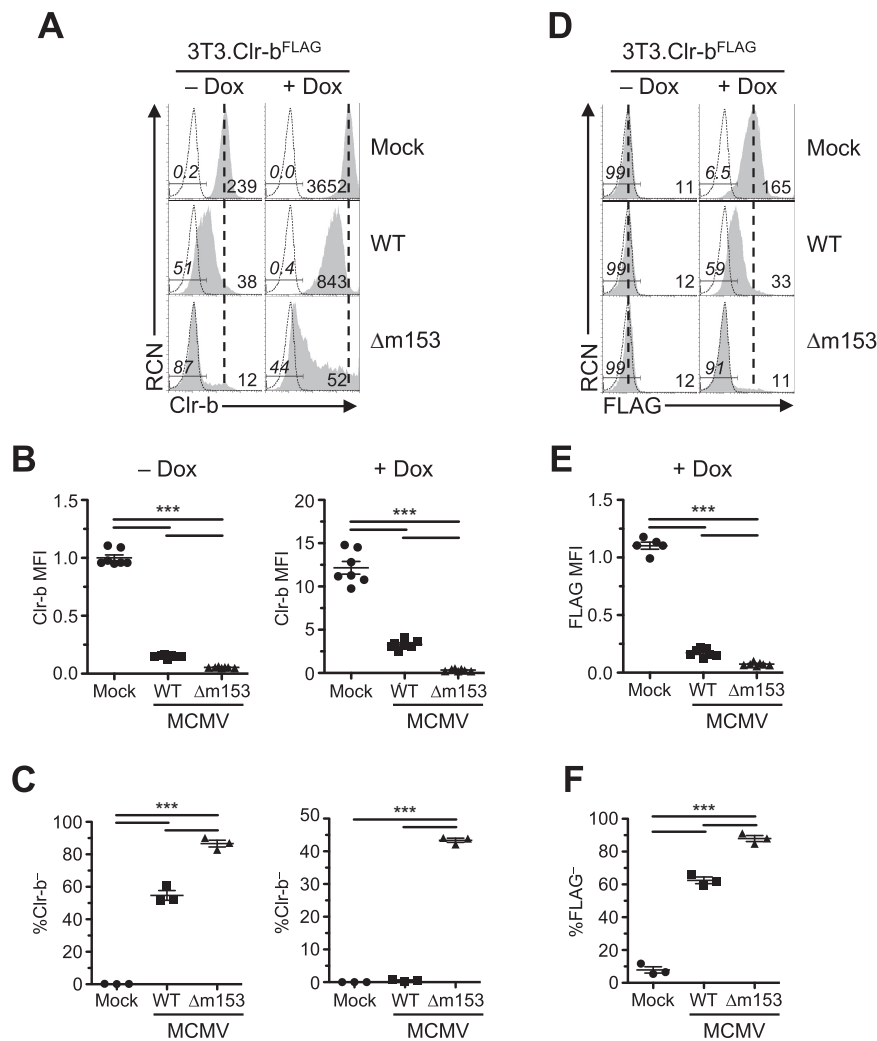 A
3T3.Clr-bFLAG
– Dox + Dox
0.2 239 0.0 3652 Mock
51 38 0.4 843 WT
87 12 44 52 Δm153
RCN
Clr-b
D
3T3.Clr-bFLAG
– Dox + Dox
99 11 6.5 165 Mock
99 12 59 33 WT
99 12 91 11 Δm153
RCN
FLAG
B
– Dox
1.5
1.0
0.5
0.0
Clr-b MFI
***
Mock WT Δm153
MCMV
+ Dox
20
15
10
5
0
Clr-b MFI
***
Mock WT Δm153
MCMV
E
+ Dox
1.5
1.0
0.5
0.0
FLAG MFI
***
Mock WT Δm153
MCMV
C
100
80
60
40
20
0
%Clr-b–
***
Mock WT Δm153
MCMV
50
40
30
20
10
0
%Clr-b–
***
Mock WT Δm153
MCMV
F
100
80
60
40
20
0
%FLAG–
***
Mock WT Δm153
MCMV